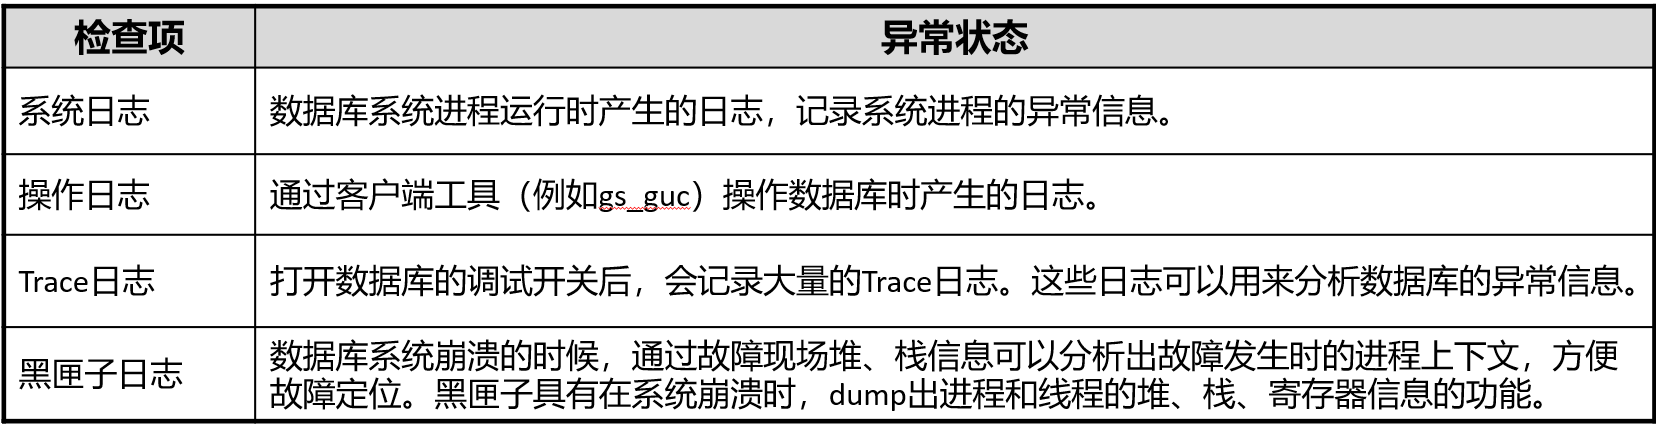 检查项
异常状态
系统日志
数据库系统进程运行时产生的日志，记录系统进程的异常信息。
操作日志
通过客户端工具（例如gs_guc）操作数据库时产生的日志。
Trace日志
打开数据库的调试开关后，会记录大量的Trace日志。这些日志可以用来分析数据库的异常信息。
黑匣子日志
数据库系统崩溃的时候，通过故障现场堆、栈信息可以分析出故障发生时的进程上下文，方便
故障定位。黑匣子具有在系统崩溃时，dump出进程和线程的堆、栈、寄存器信息的功能。